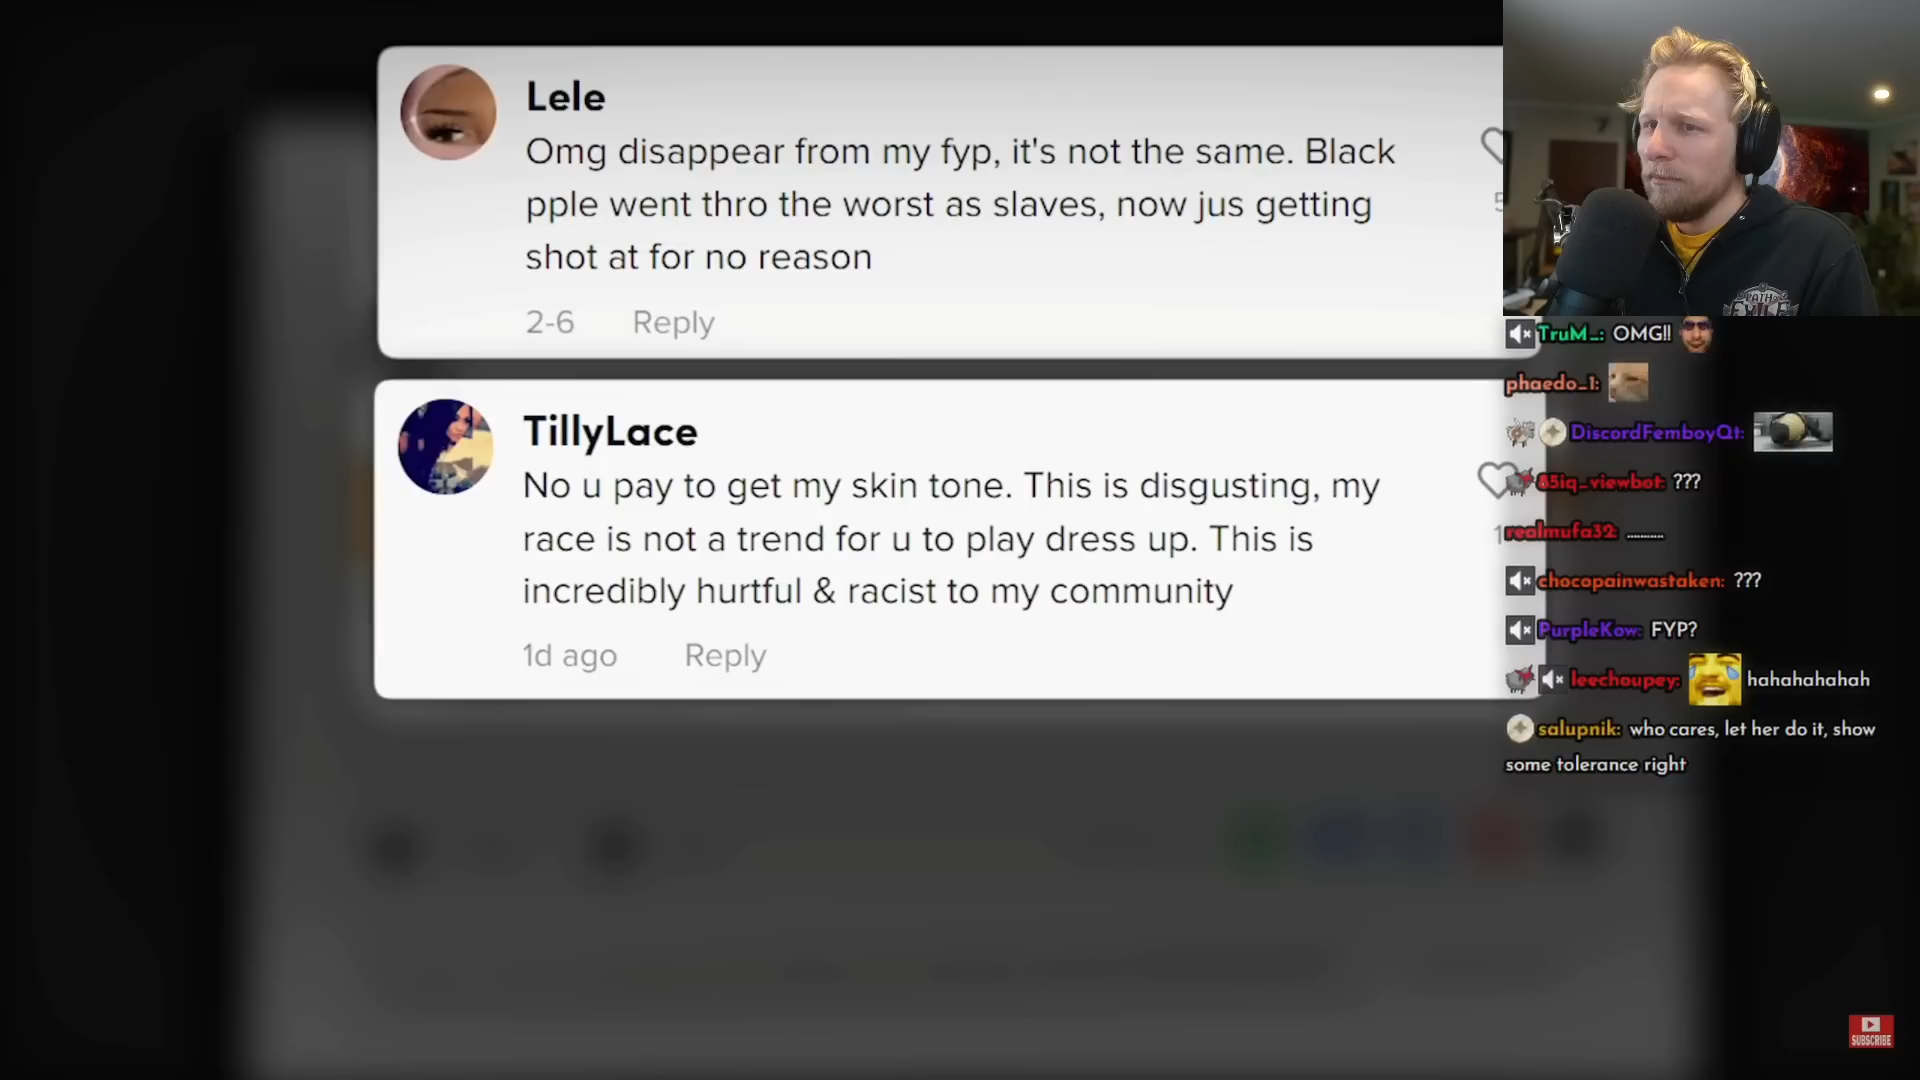 Lele
Omg disappear from my fyp, it's not the same. Black
pple went thro the worst as slaves, now jus getting
shot at for no reason
2-6 Reply
TillyLace
No u pay to get my skin tone. This is disgusting, my
race is not a trend for u to play dress up. This is
incredibly hurtful & racist to my community
1d ago Reply
PATH OF
EXILE
TruM_: OMG!!
phaedo_1:
DiscordFemboyQt:
85iq_viewbot: ???
realmufa32: ...........
chocopainwastaken: ???
PurpleKow: FYP?
leechoupey: hahahahahah
salupnik: who cares, let her do it, show
some tolerance right
SUBSCRIBE